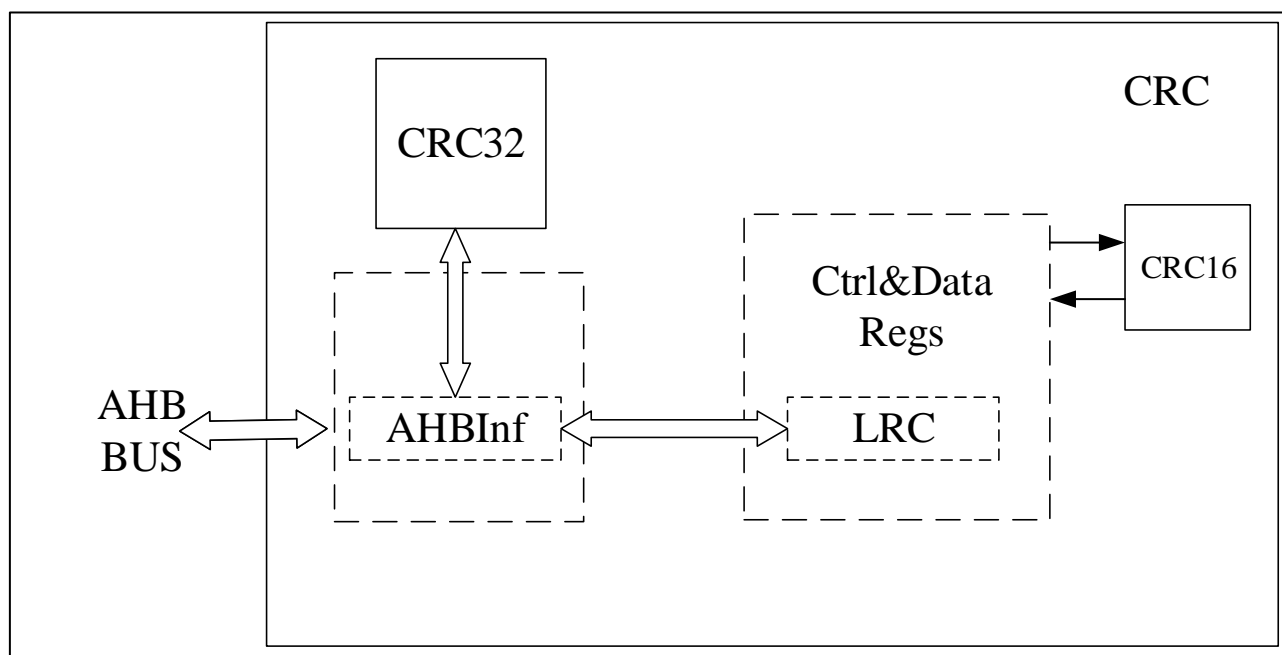 CRC
CRC32
Ctrl&Data
Regs
CRC16
AHB
BUS
AHBInf
LRC